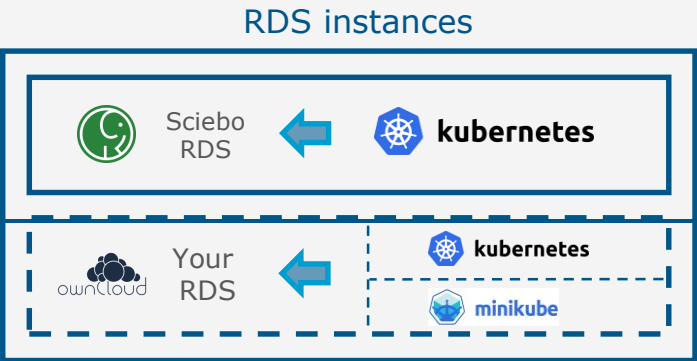 RDS instances
Sciebo
RDS
kubernetes
ownCloud
Your
RDS
kubernetes
minikube